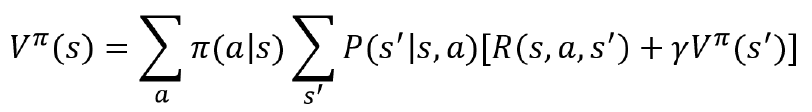 V^π(s) = ∑_a π(a|s) ∑_{s′} P(s′|s, a)[R(s, a, s′) + γV^π(s′)]